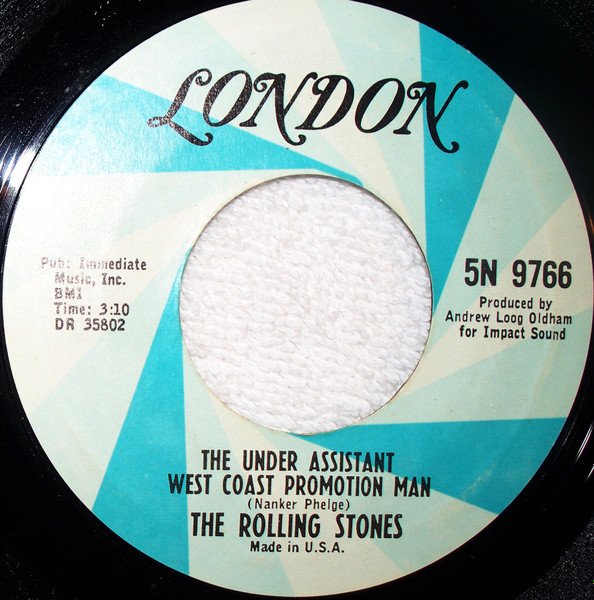 LONDON
Pub: Immediate
Music, Inc.
BMI
Time: 3:10
DR 35802
5N 9766
Produced by
Andrew Loog Oldham
for Impact Sound
THE UNDER ASSISTANT
WEST COAST PROMOTION MAN
(Nanker Phelge)
THE ROLLING STONES
Made in U.S.A.